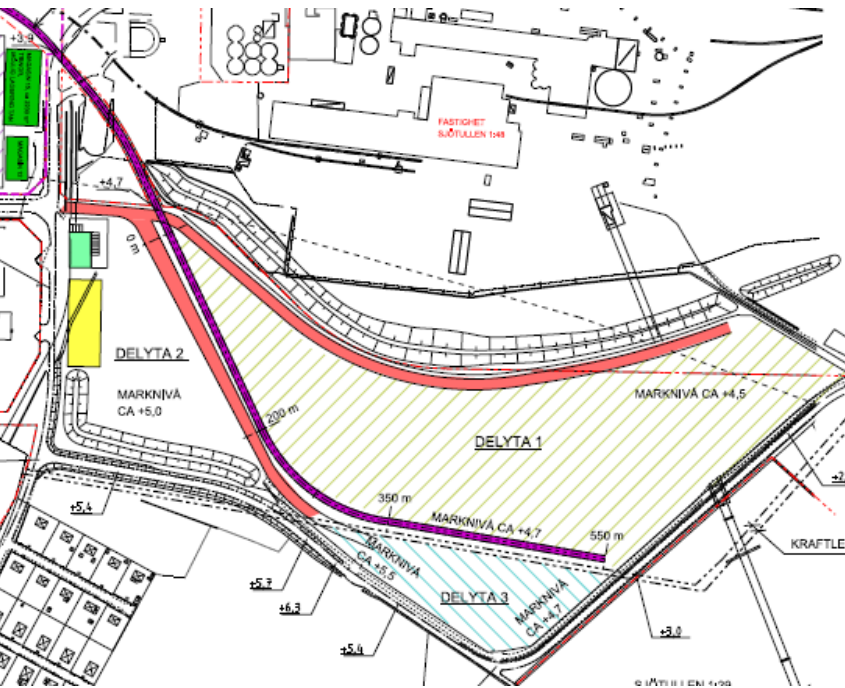 +3,9
FASTIGHET
SJÖTULLEN 1:48
+4,7
0 m
DELYTA 2
MARKNIVÅ
CA +5,0
MARKNIVÅ CA +4,5
200 m
DELYTA 1
350 m
MARKNIVÅ CA +4,7
550 m
+5,4
KRAFTLE
MARKNIVÅ
CA +5,5
DELYTA 3
MARKNIVÅ
CA +4,7
+5,7
+6,3
+5,4
+3,0
SJÖTULLEN 1:29